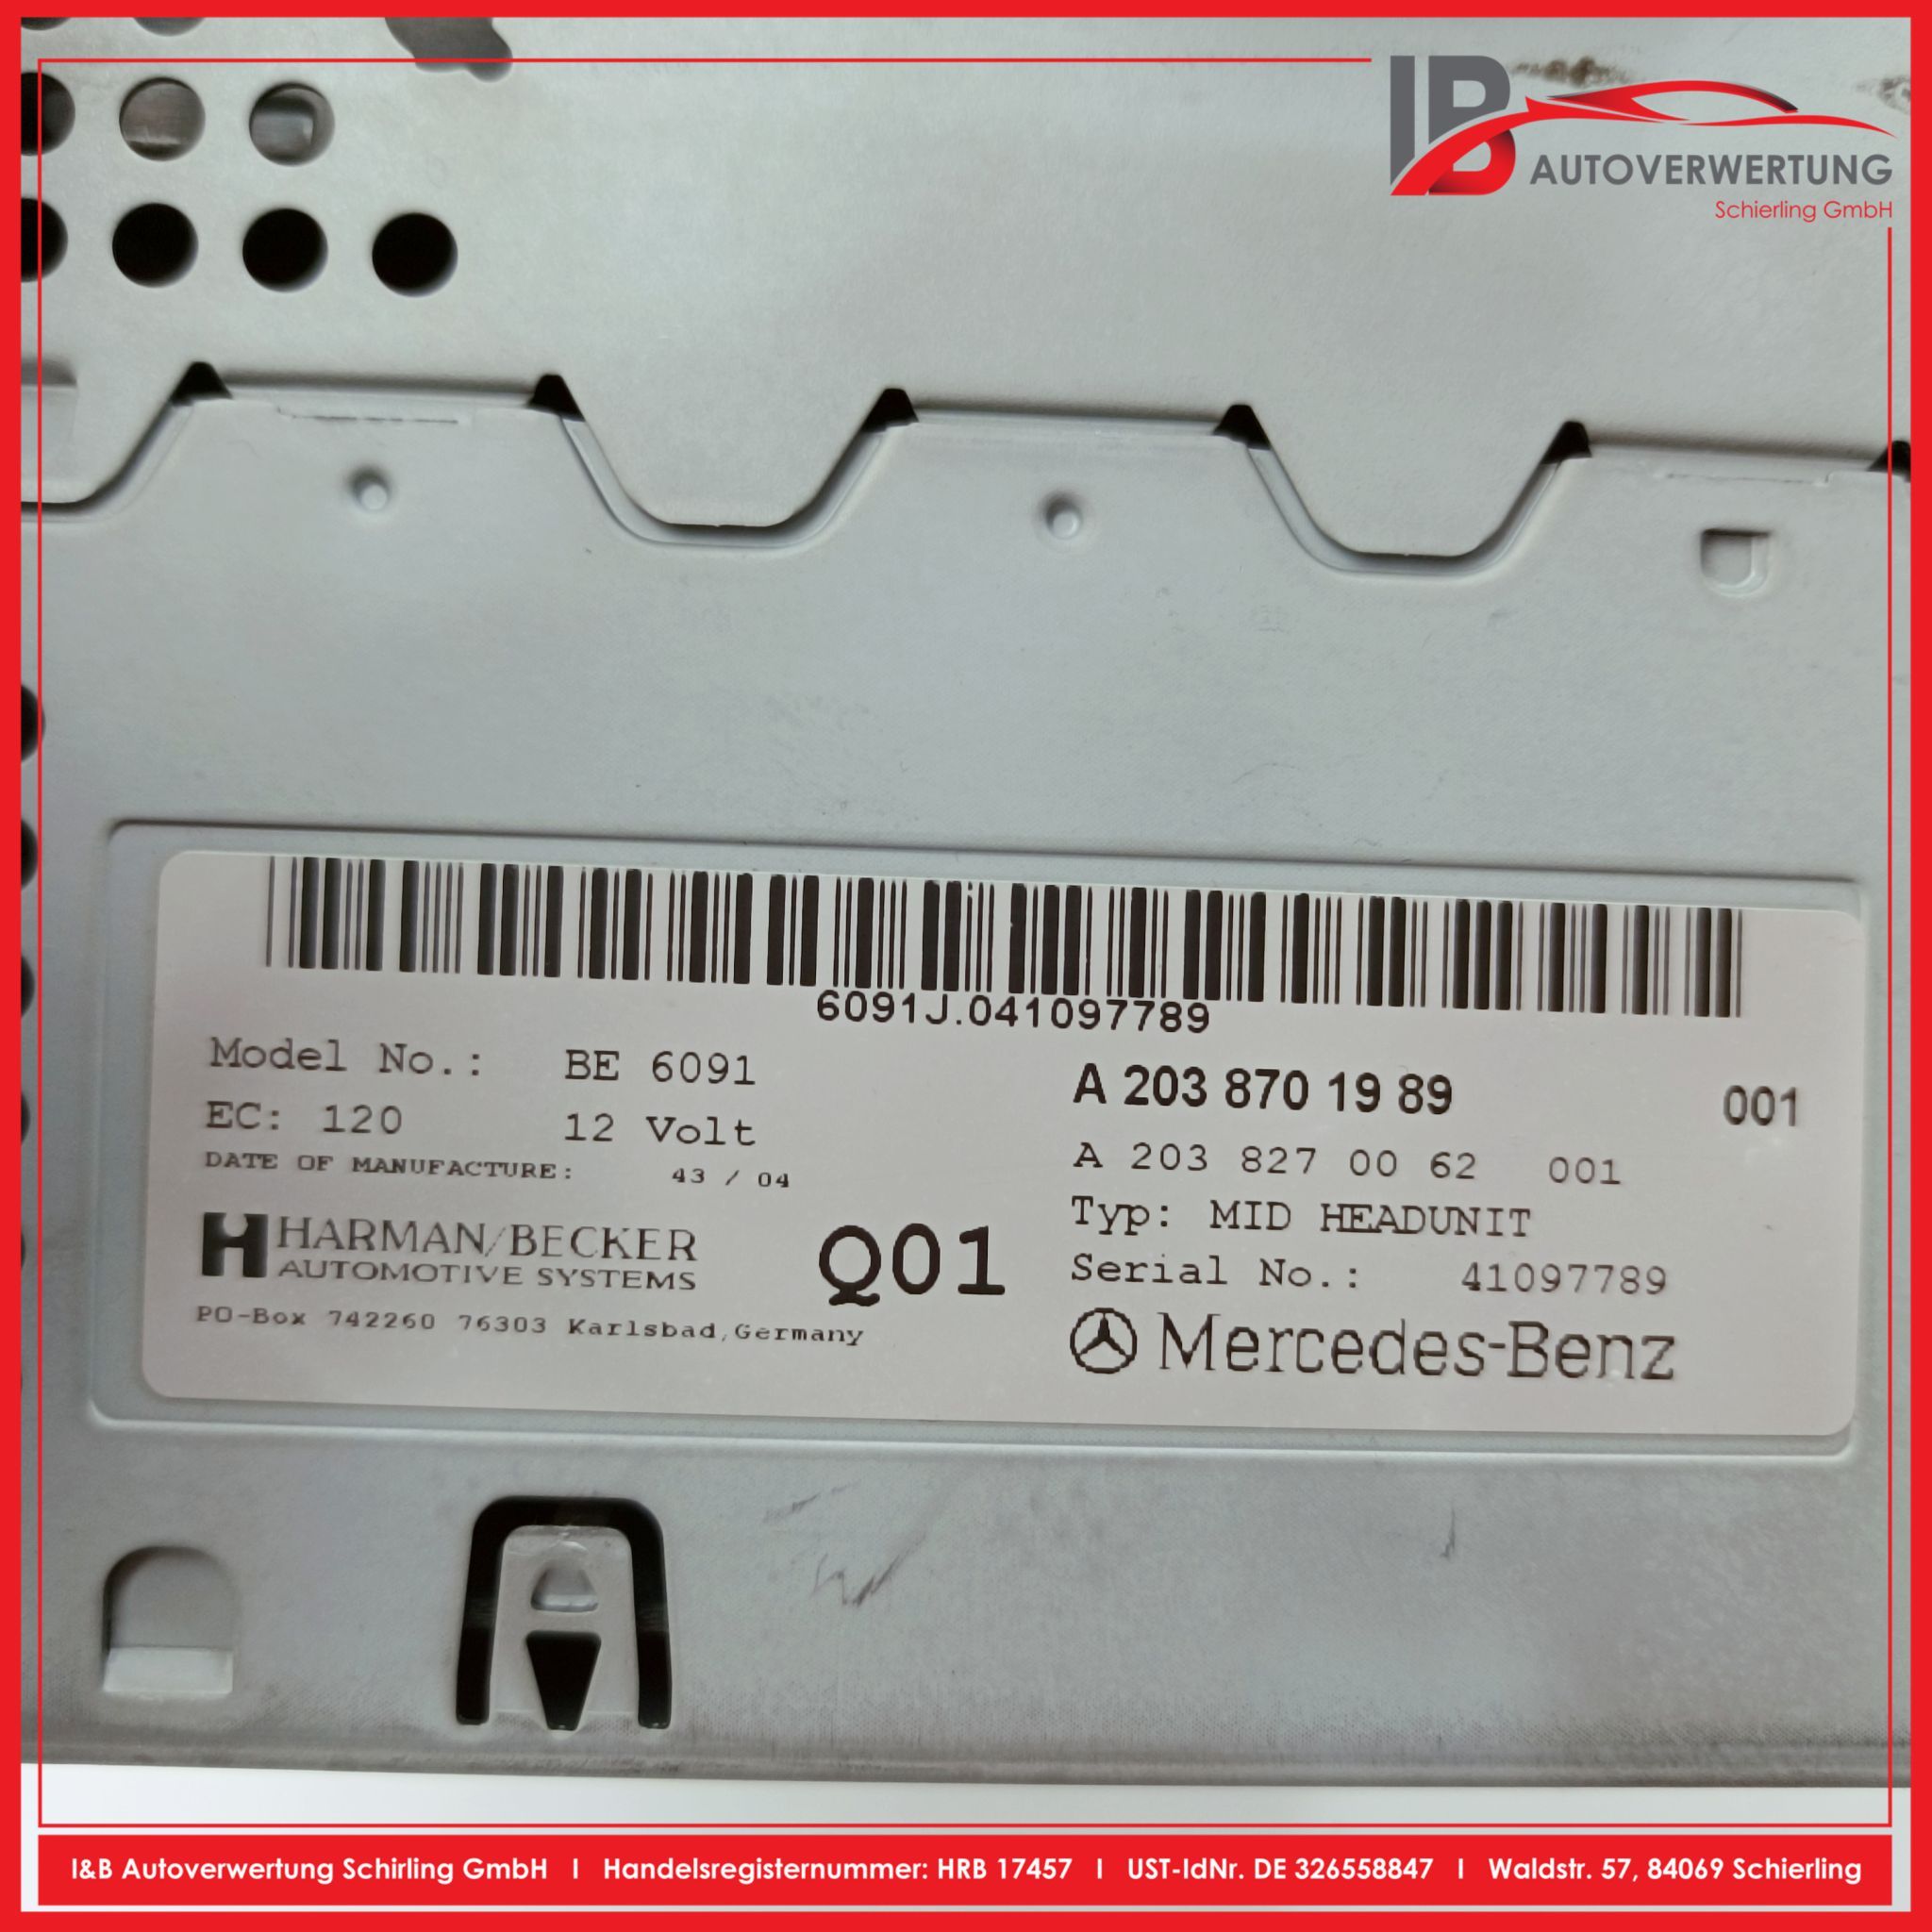 IB AUTOVERWERTUNG
Schierling GmbH
6091J.041097789
Model No.: BE 6091
EC: 120 12 Volt
DATE OF MANUFACTURE: 43 / 04
HARMAN/BECKER
AUTOMOTIVE SYSTEMS
PO-Box 742260 76303 Karlsbad,Germany
Q01
A 203 870 19 89 001
A 203 827 00 62 001
Typ: MID HEADUNIT
Serial No.: 41097789
Mercedes-Benz
I&B Autoverwertung Schirling GmbH I Handelsregisternummer: HRB 17457 I UST-IdNr. DE 326558847 I Waldstr. 57, 84069 Schierling